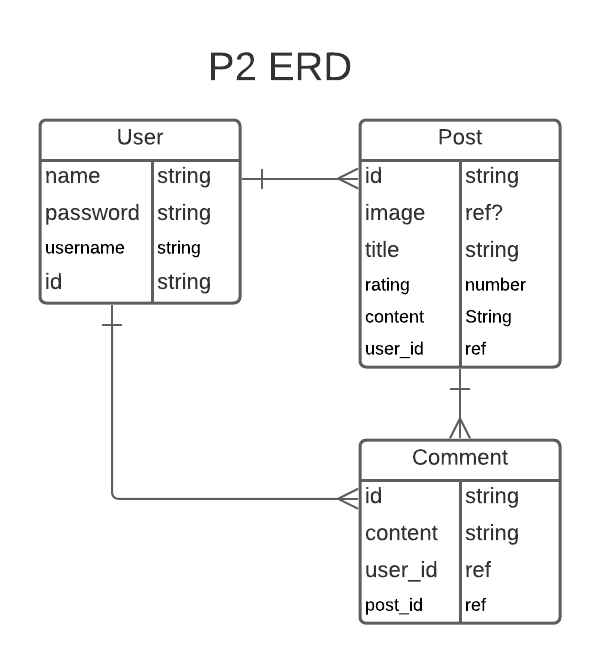 P2 ERD
User
name string
password string
username string
id string
Post
id string
image ref?
title string
rating number
content String
user_id ref
Comment
id string
content string
user_id ref
post_id ref